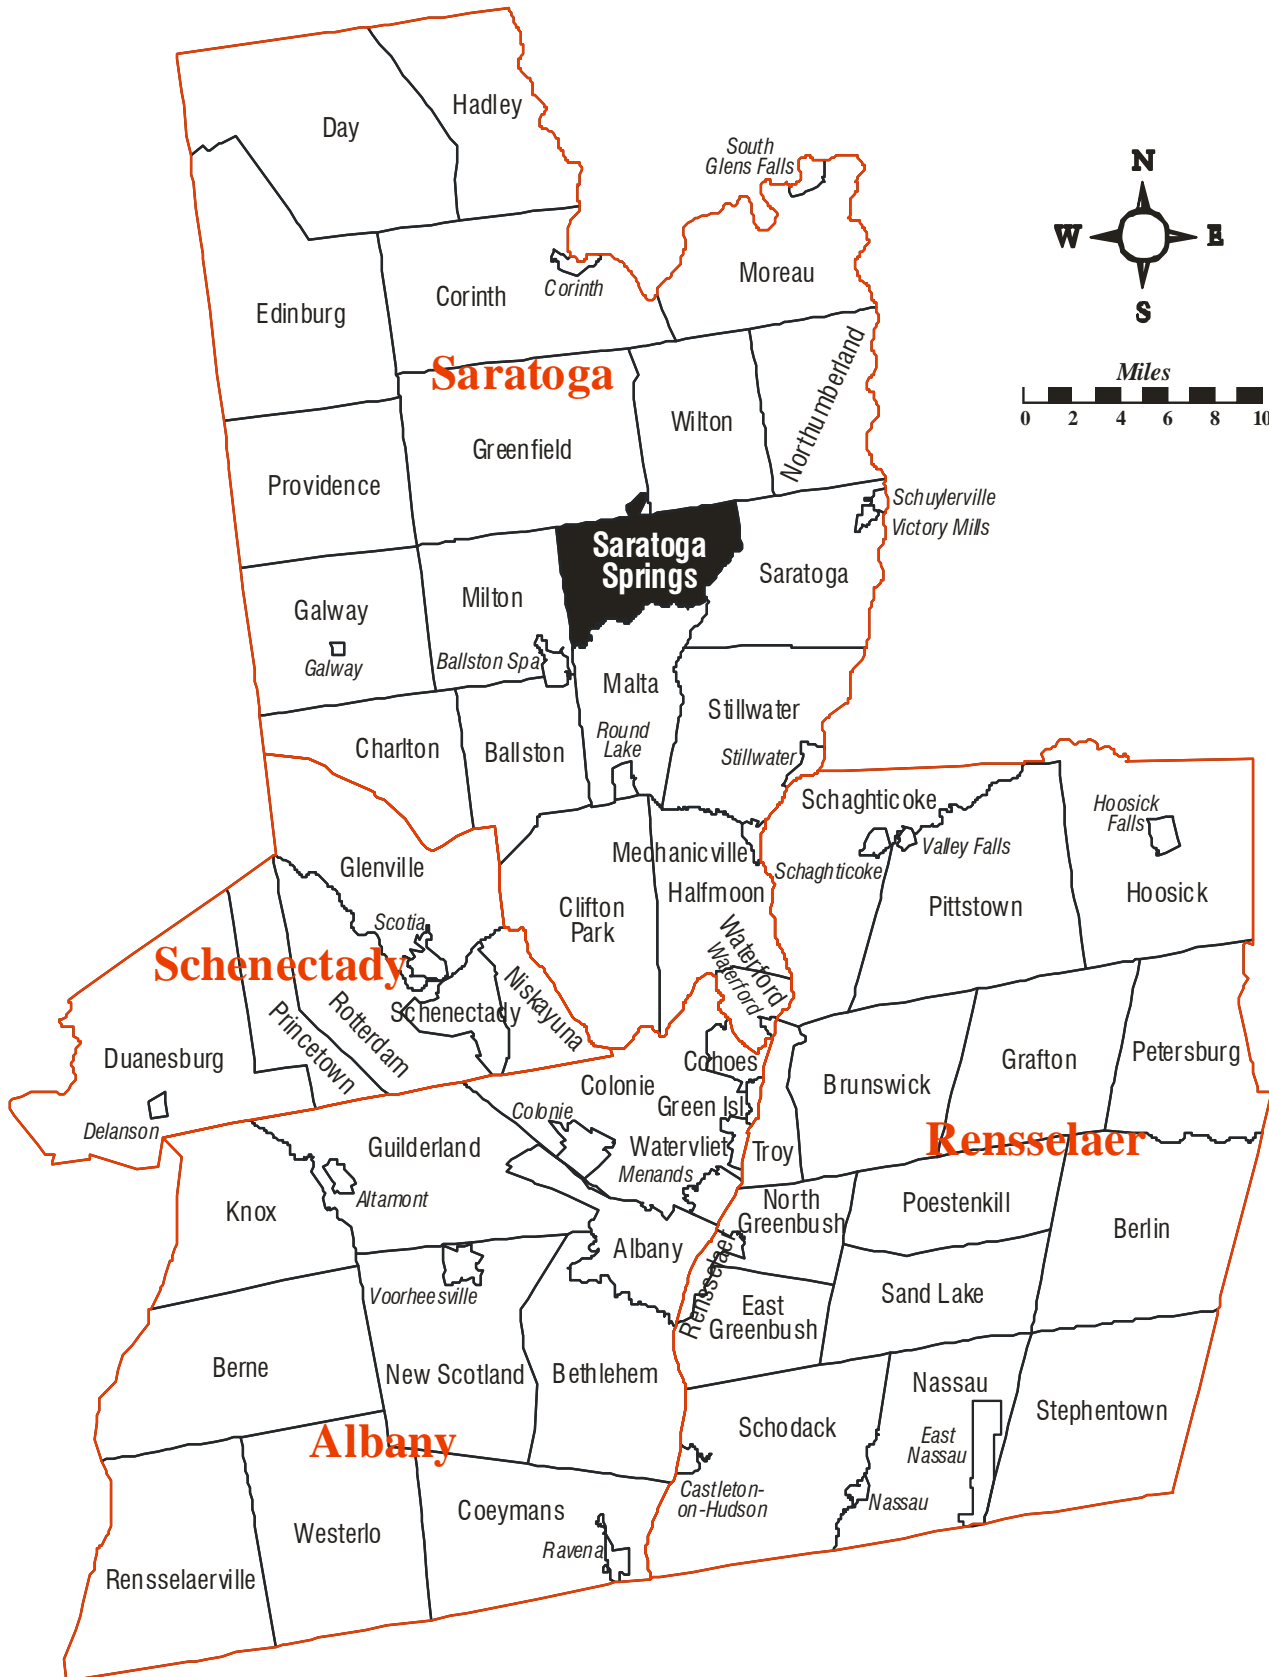 Hadley
Day
South
Glens Falls
N
W
E
S
Moreau
Corinth
Corinth
Edinburg
Northumberland
Saratoga
Miles
0 2 4 6 8 10
Wilton
Greenfield
Providence
Schuylerville
Victory Mills
Saratoga
Springs
Saratoga
Milton
Galway
Galway
Ballston Spa
Malta
Stillwater
Round
Lake
Charlton
Ballston
Stillwater
Schaghticoke
Hoosick
Falls
Mechanicville
Valley Falls
Schaghticoke
Glenville
Halfmoon
Hoosick
Clifton
Park
Pittstown
Scotia
Waterford
Waterford
Schenectady
Niskayuna
Schenectady
Rotterdam
Princetown
Duanesburg
Cohoes
Colonie
Brunswick
Grafton
Petersburg
Green Isl
Colonie
Delanson
Guilderland
Watervliet
Troy
Rensselaer
Menands
Altamont
Knox
North
Greenbush
Poestenkill
Berlin
Albany
Rensselaer
Voorheesville
Sand Lake
East
Greenbush
Berne
New Scotland
Bethlehem
Nassau
Stephentown
Schodack
East
Nassau
Albany
Castleton-
on-Hudson
Nassau
Coeymans
Westerlo
Ravena
Rensselaerville